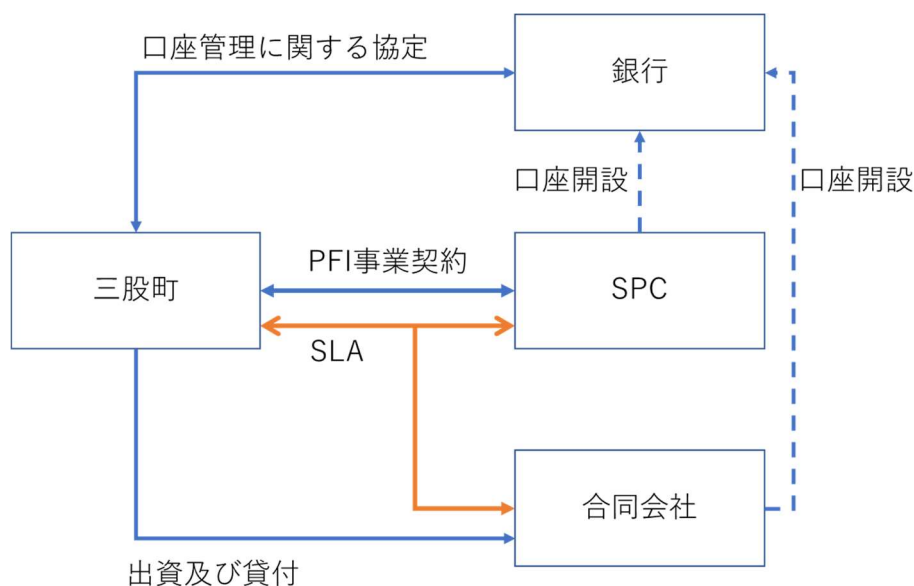 口座管理に関する協定
銀行
口座開設
口座開設
三股町
PFI事業契約
SPC
SLA
合同会社
出資及び貸付